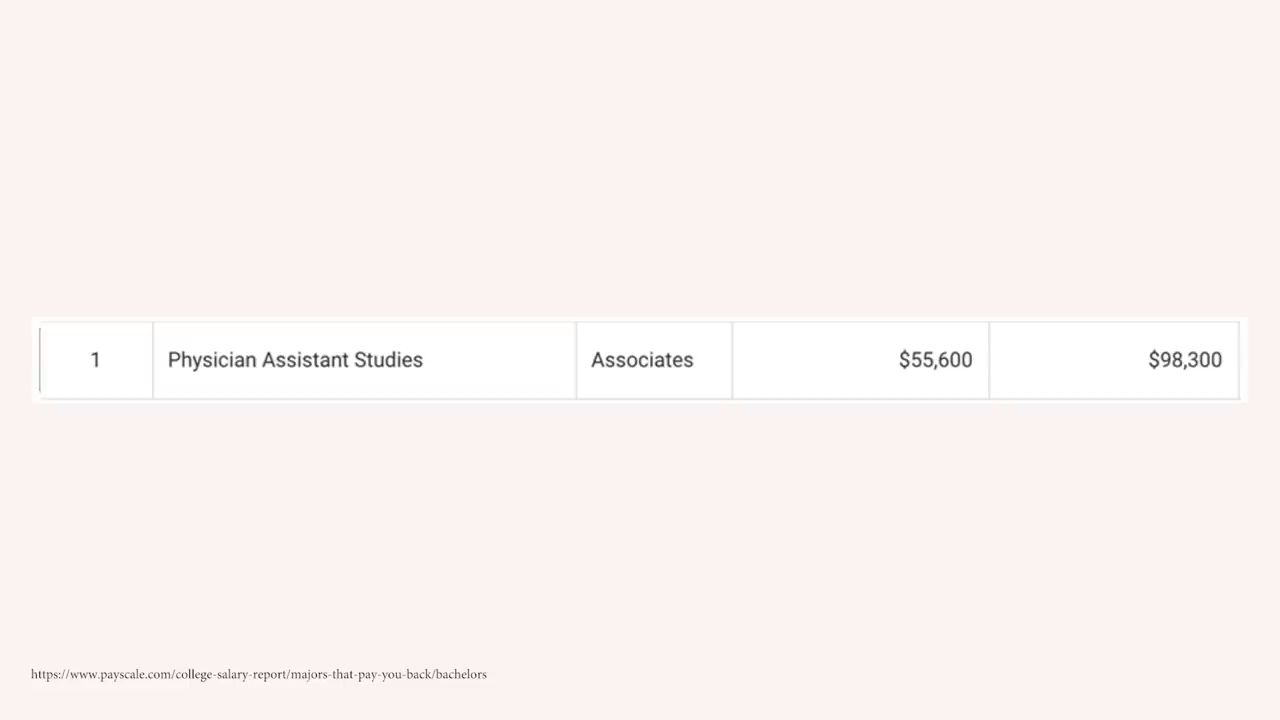 1 Physician Assistant Studies Associates $55,600 $98,300
https://www.payscale.com/college-salary-report/majors-that-pay-you-back/bachelors